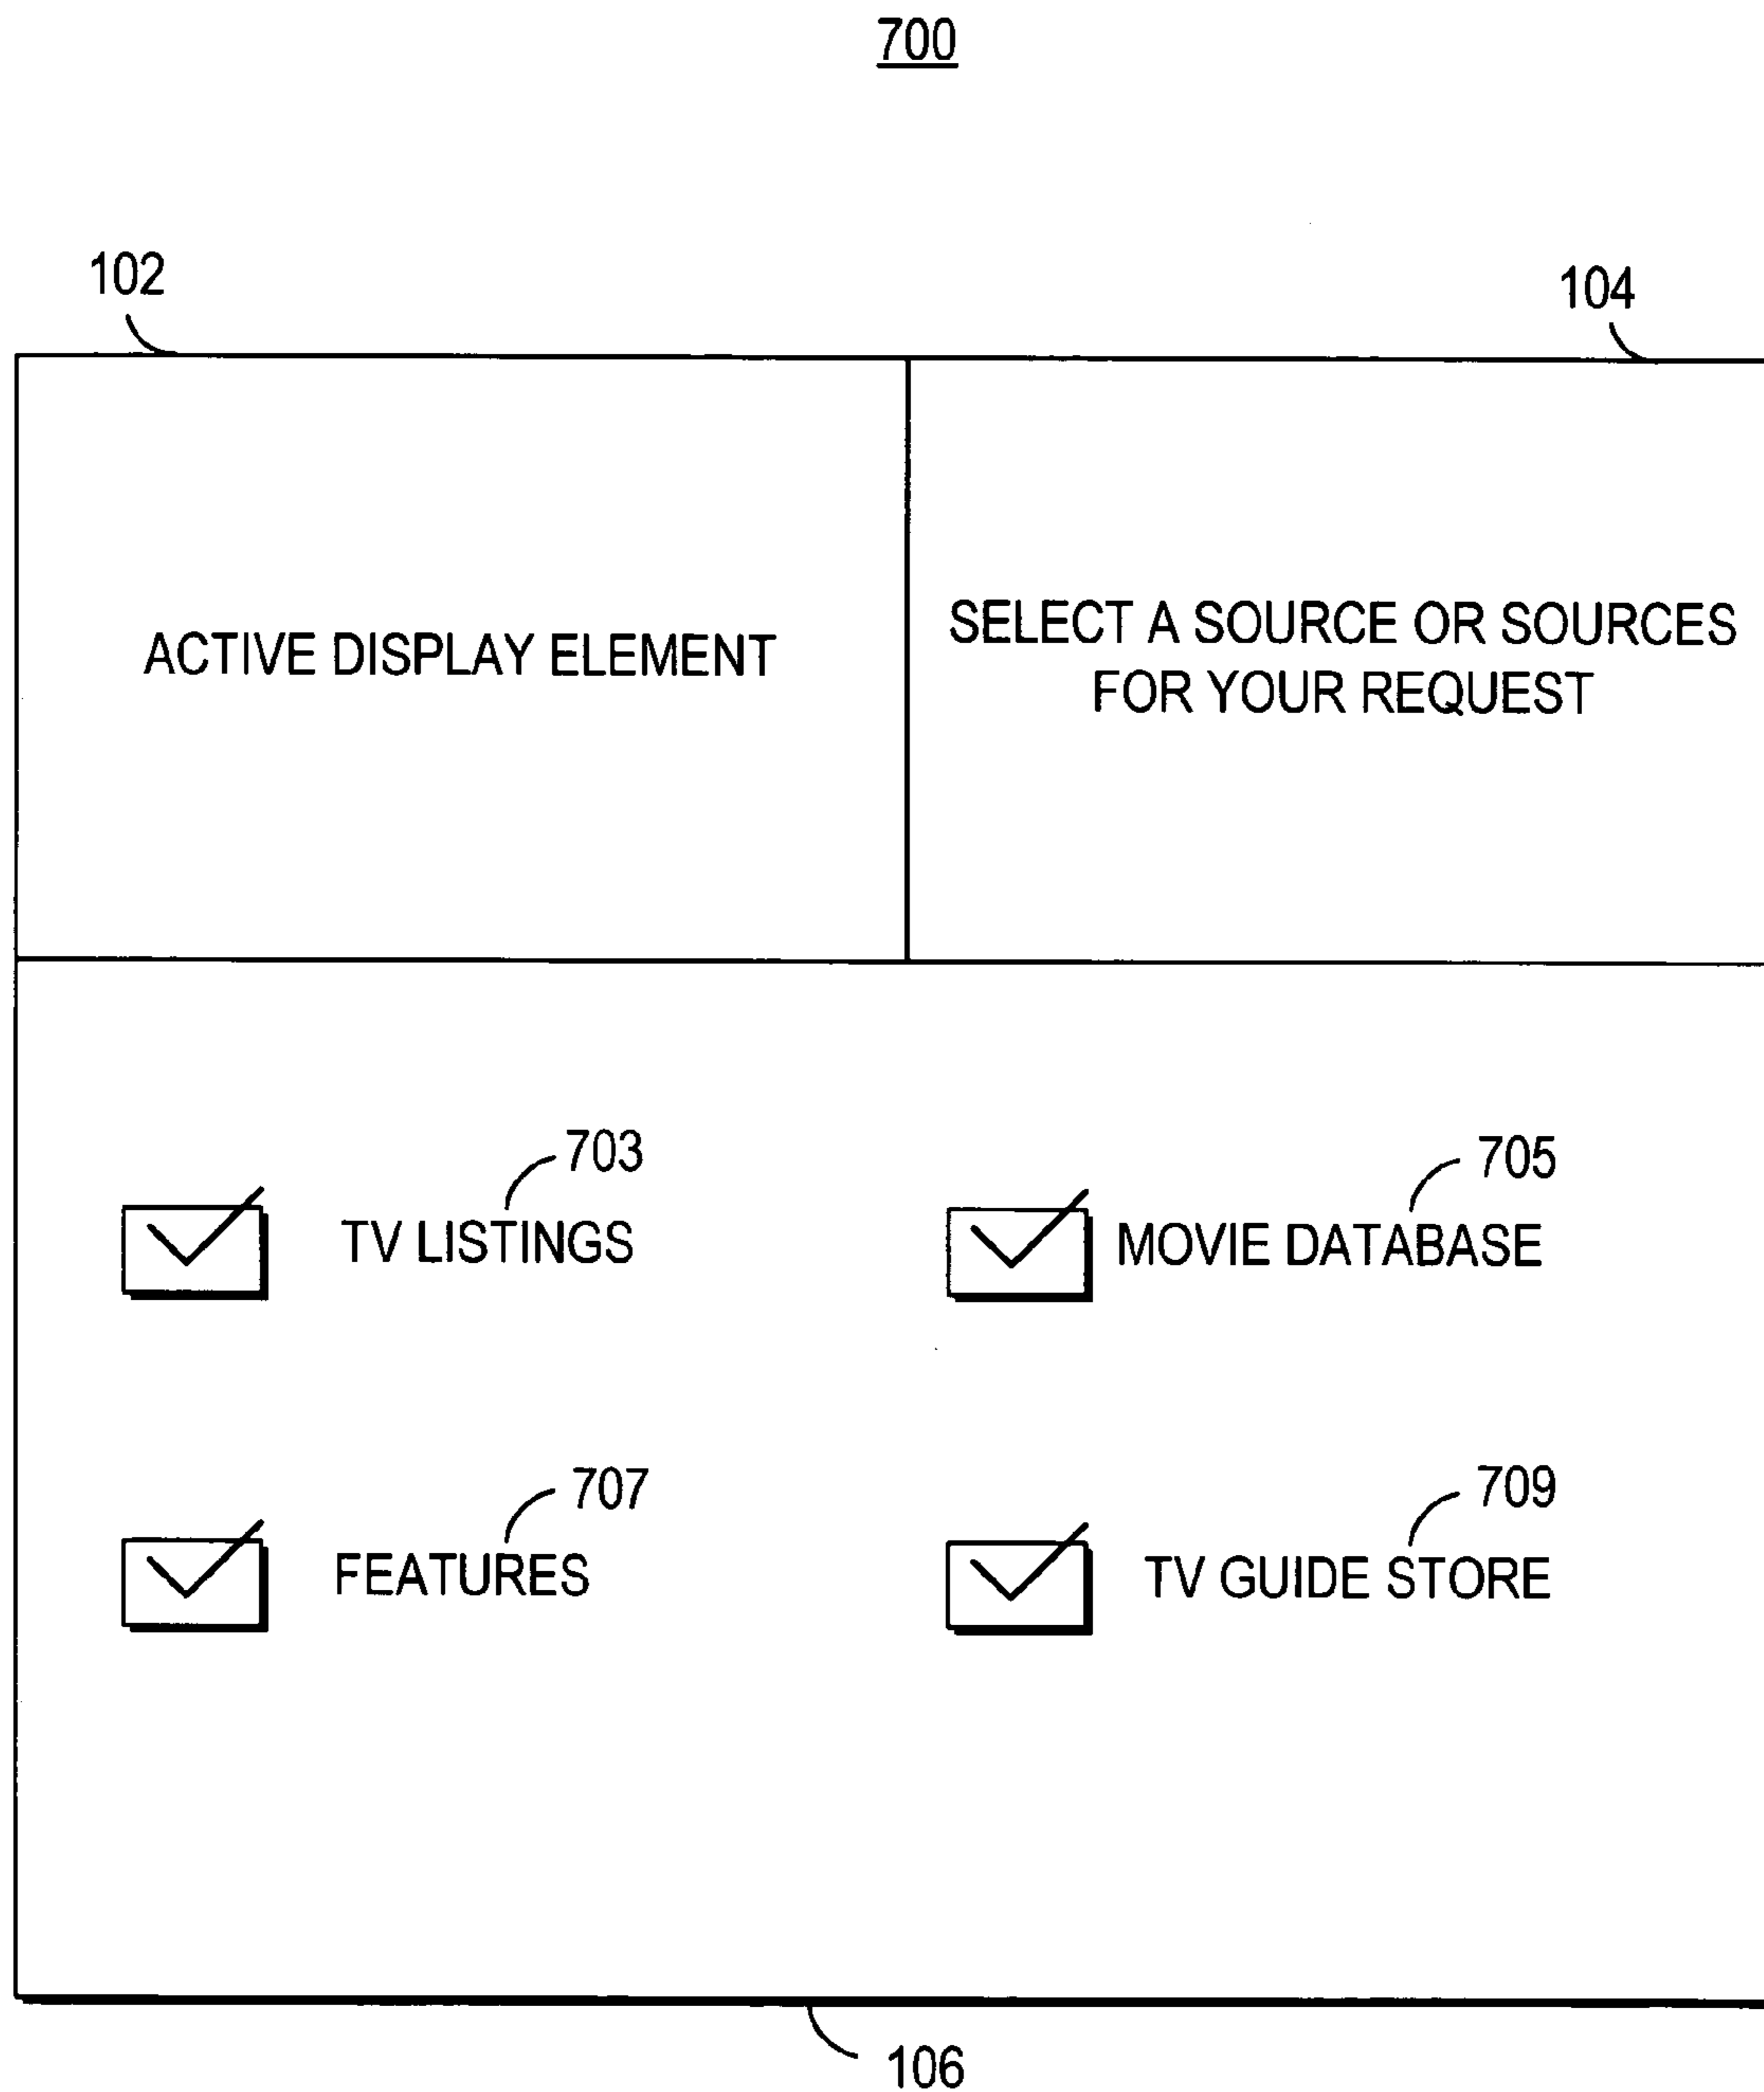 700
102
104
ACTIVE DISPLAY ELEMENT
SELECT A SOURCE OR SOURCES
FOR YOUR REQUEST
703
TV LISTINGS
705
MOVIE DATABASE
707
FEATURES
709
TV GUIDE STORE
106